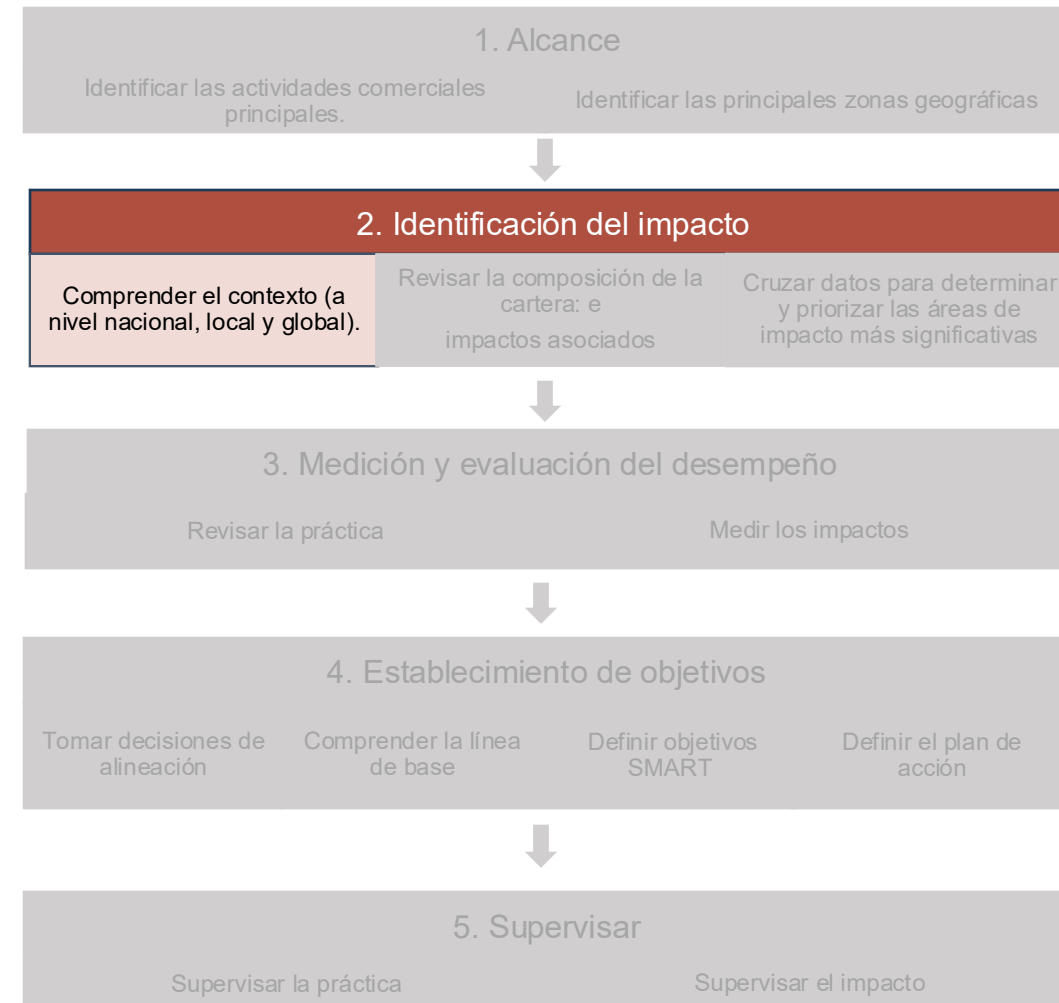 1. Alcance
Identificar las actividades comerciales
principales.
Identificar las principales zonas geográficas
2. Identificación del impacto
Comprender el contexto (a
nivel nacional, local y global).
Revisar la composición de la
cartera: e
impactos asociados
Cruzar datos para determinar
y priorizar las áreas de
impacto más significativas
3. Medición y evaluación del desempeño
Revisar la práctica
Medir los impactos
4. Establecimiento de objetivos
Tomar decisiones de
alineación
Comprender la línea
de base
Definir objetivos
SMART
Definir el plan de
acción
5. Supervisar
Supervisar la práctica
Supervisar el impacto